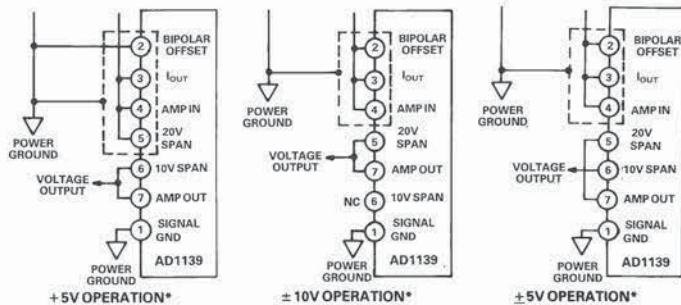 2 BIPOLAR OFFSET
3 IOUT
4 AMP IN
5 20V SPAN
POWER GROUND
6 10V SPAN
VOLTAGE OUTPUT
7 AMP OUT
1 SIGNAL GND
POWER GROUND
AD1139
+5V OPERATION*
2 BIPOLAR OFFSET
3 IOUT
4 AMP IN
POWER GROUND
5 20V SPAN
VOLTAGE OUTPUT
7 AMP OUT
NC 6 10V SPAN
1 SIGNAL GND
POWER GROUND
AD1139
±10V OPERATION*
2 BIPOLAR OFFSET
3 IOUT
4 AMP IN
POWER GROUND
5 20V SPAN
VOLTAGE OUTPUT
6 10V SPAN
7 AMP OUT
1 SIGNAL GND
POWER GROUND
AD1139
±5V OPERATION*